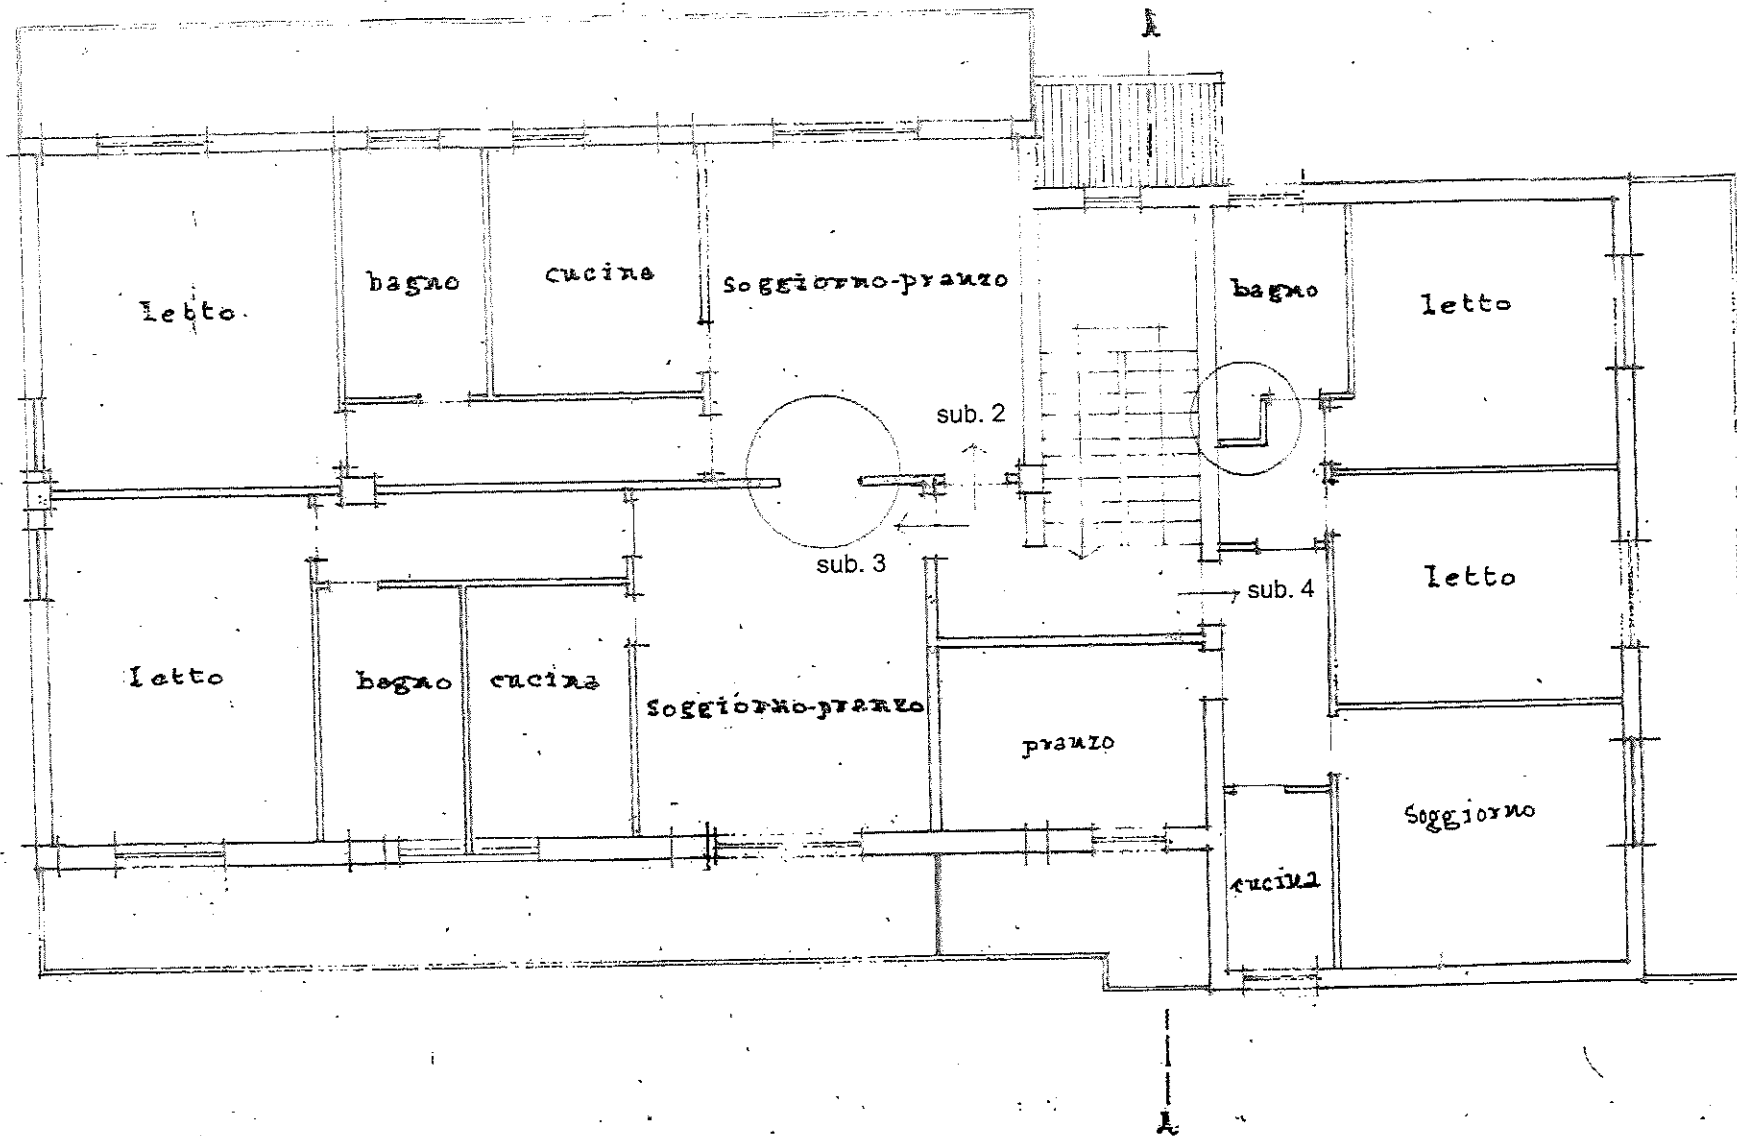 A
letto
bagno
cucina
soggiorno-pranzo
bagno
letto
sub. 2
sub. 3
sub. 4
letto
letto
bagno
cucina
soggiorno-pranzo
pranzo
soggiorno
cucina
A